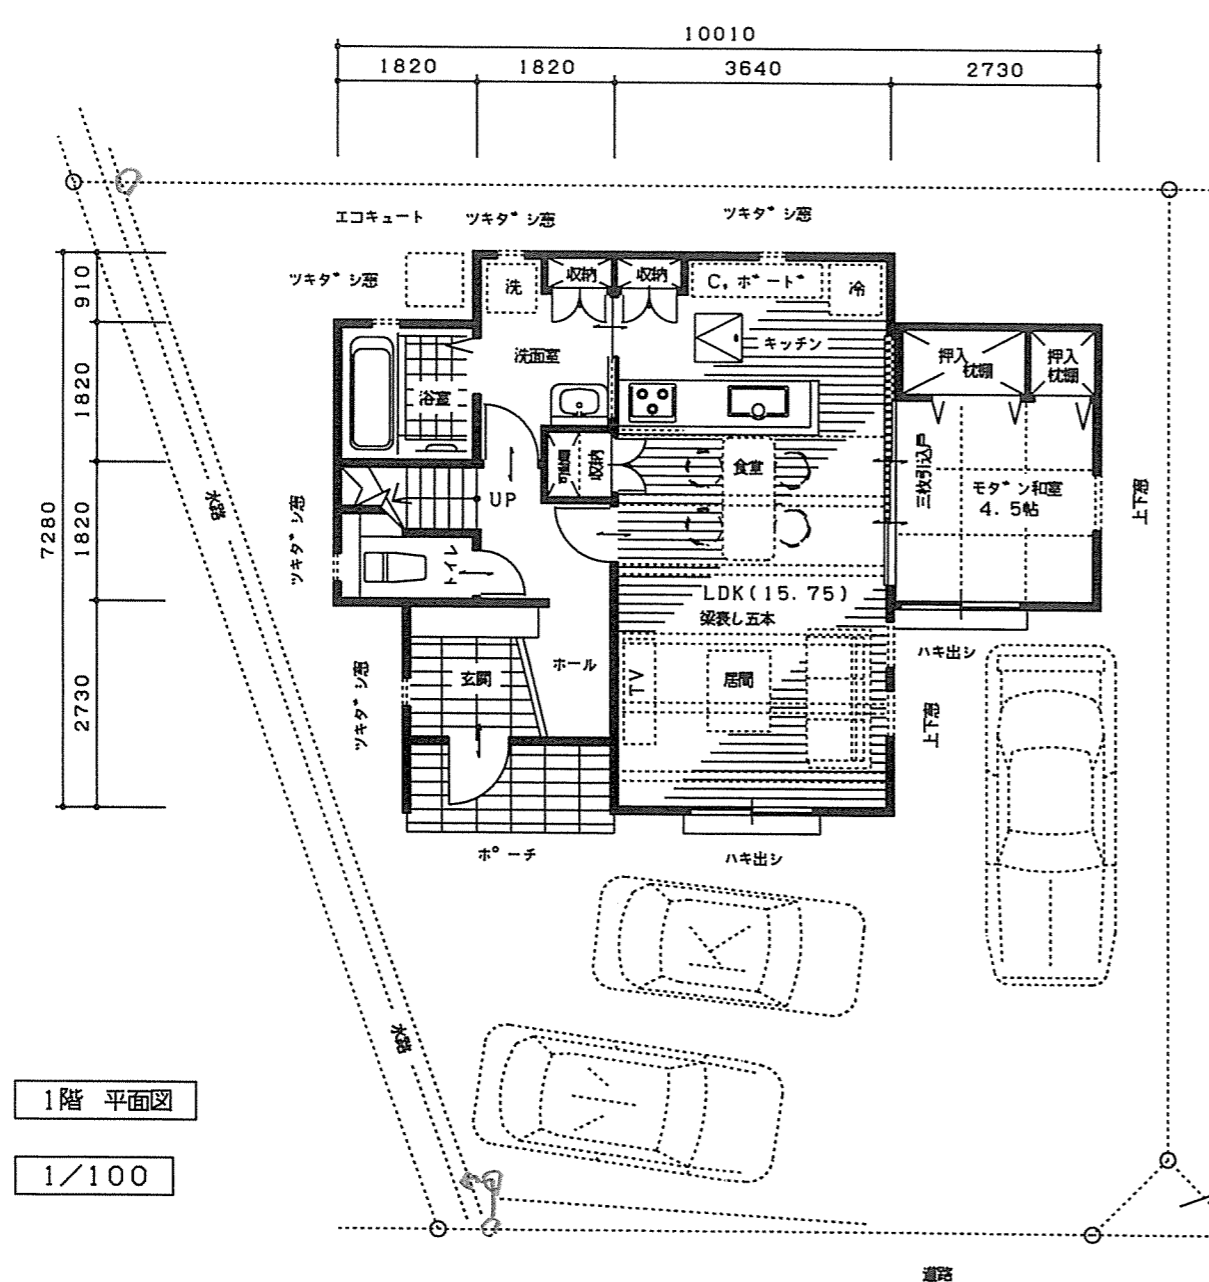 10010
1820
1820
3640
2730
エコキュート
ツキダシ窓
ツキダシ窓
ツキダシ窓
910
1820
1820
2730
7280
洗
収納
収納
C.ボード
冷
洗面室
キッチン
浴室
押入
枕棚
押入
枕棚
可動棚
収納
食堂
三枚引込戸
モダン和室
4.5帖
上下窓
水路
ツキダシ窓
UP
トイレ
LDK(15.75)
梁表し五本
ハキ出シ
ツキダシ窓
玄関
ホール
TV
居間
上下窓
ポーチ
ハキ出シ
水路
1階 平面図
1/100
道路